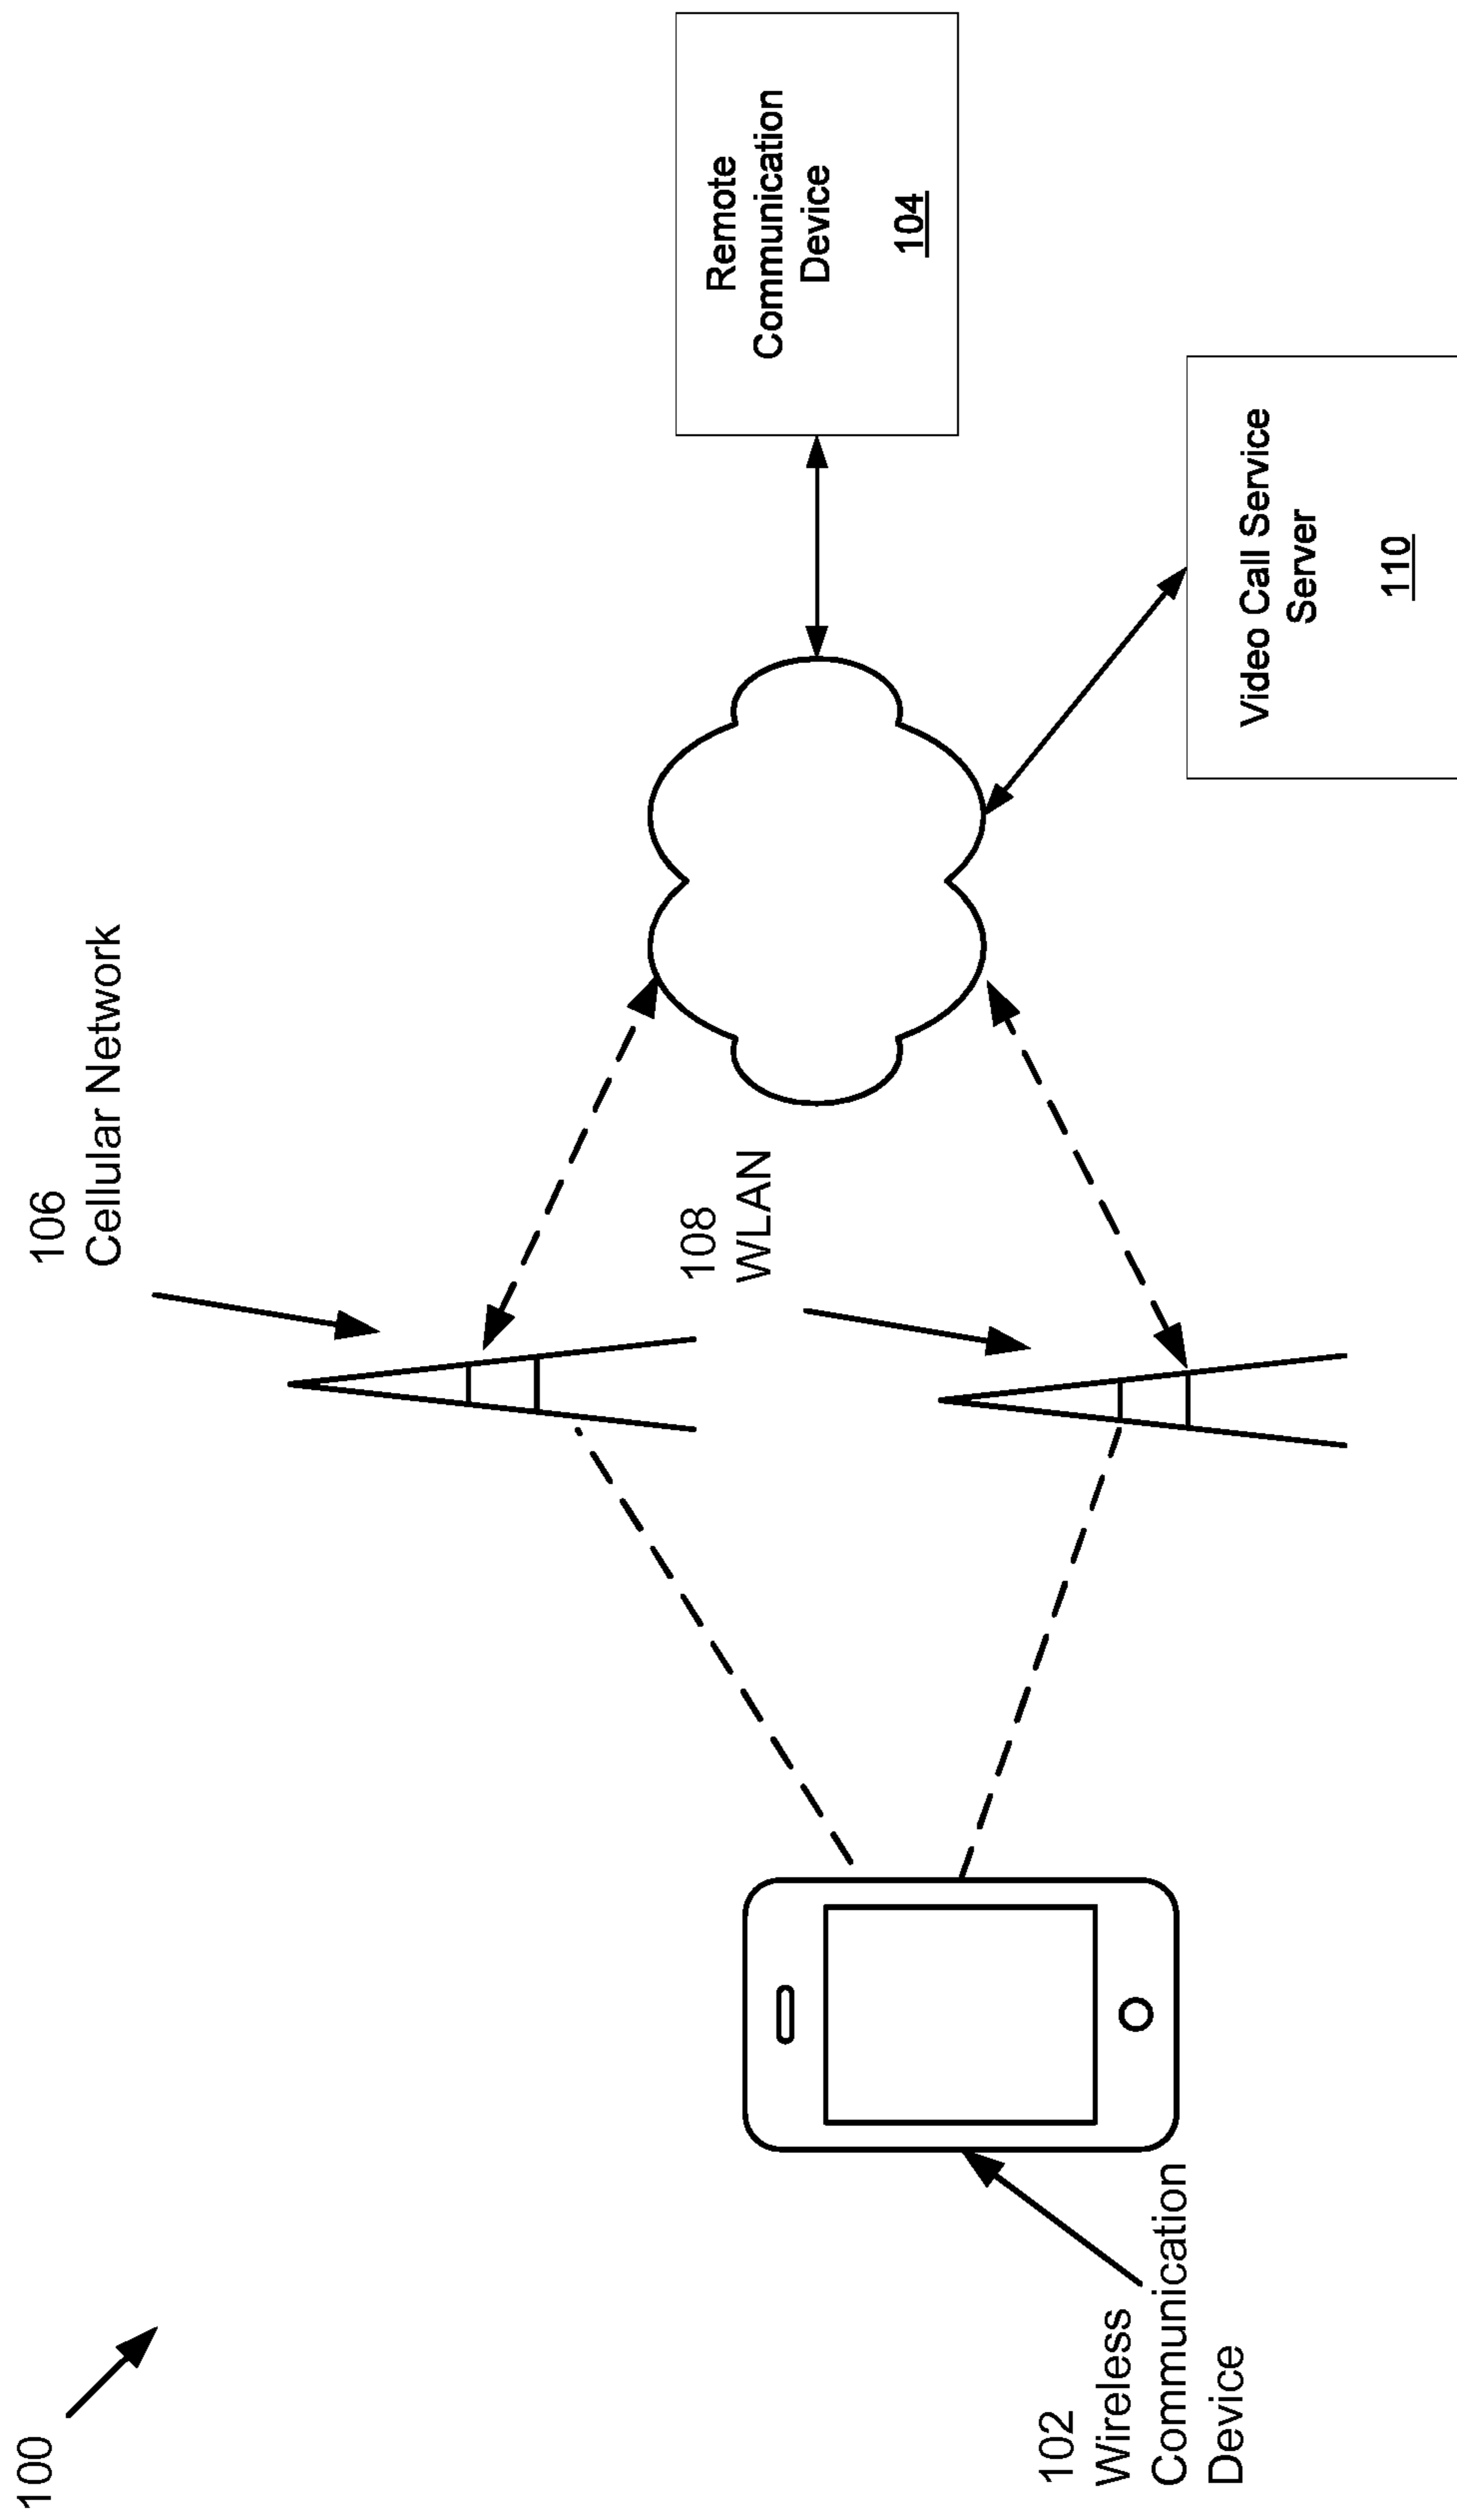 100
106
Cellular Network
Remote
Communication
Device
104
108
WLAN
Video Call Service
Server
110
102
Wireless
Communication
Device